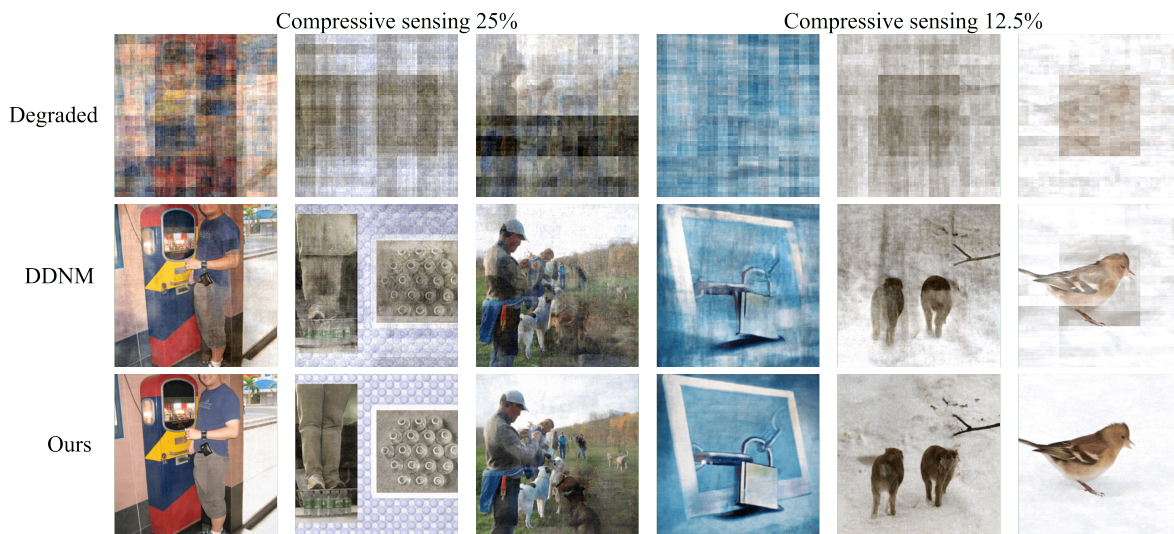 Compressive sensing 25%
Compressive sensing 12.5%
Degraded
DDNM
Ours